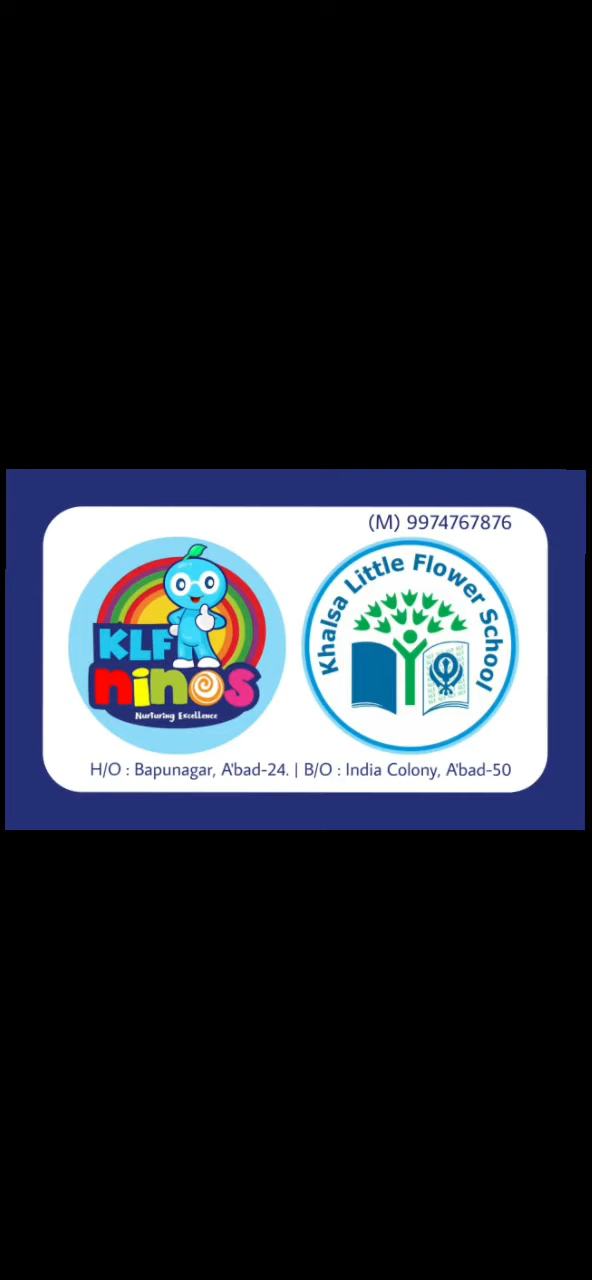 (M) 9974767876
KLF
ninos
Nurturing Excellence
Khalsa Little Flower School
H/O : Bapunagar, A'bad-24. | B/O : India Colony, A'bad-50